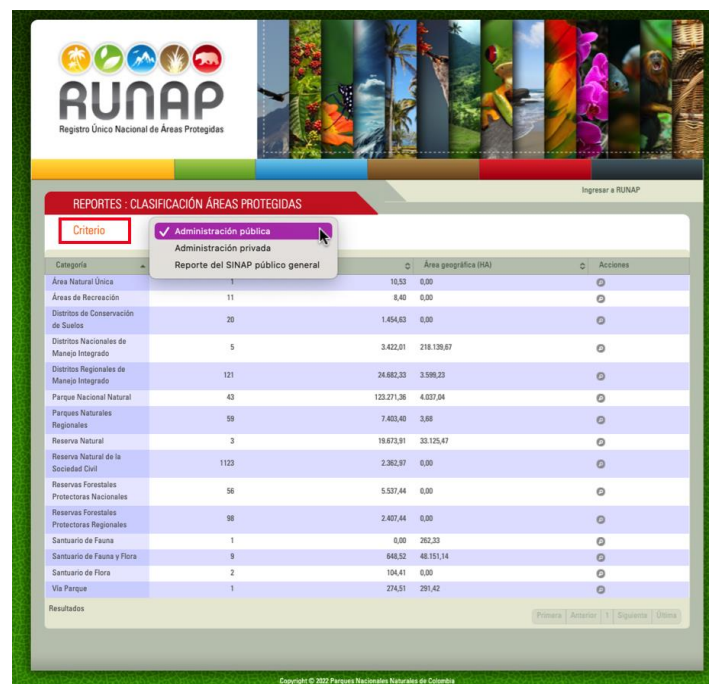 RUNAP
Registro Único Nacional de Áreas Protegidas
Ingresar a RUNAP
REPORTES : CLASIFICACIÓN ÁREAS PROTEGIDAS
Criterio
✓ Administración pública
Administración privada
Reporte del SINAP público general
Categoría Área geográfica (HA) Acciones
Área Natural Única 1 10,53 0,00
Áreas de Recreación 11 8,40 0,00
Distritos de Conservación
de Suelos 20 1.454,63 0,00
Distritos Nacionales de
Manejo Integrado 5 3.422,01 218.139,67
Distritos Regionales de
Manejo Integrado 121 24.682,33 3.599,23
Parque Nacional Natural 43 123.271,36 4.037,04
Parques Naturales
Regionales 59 7.403,40 3,68
Reserva Natural 3 19.673,91 33.125,47
Reserva Natural de la
Sociedad Civil 1123 2.362,97 0,00
Reservas Forestales
Protectoras Nacionales 56 5.537,44 0,00
Reservas Forestales
Protectoras Regionales 98 2.407,44 0,00
Santuario de Fauna 1 0,00 262,33
Santuario de Fauna y Flora 9 648,52 48.151,14
Santuario de Flora 2 104,41 0,00
Vía Parque 1 274,51 291,42
Resultados
Primera Anterior 1 Siguiente Última
Copyright © 2022 Parques Nacionales Naturales de Colombia